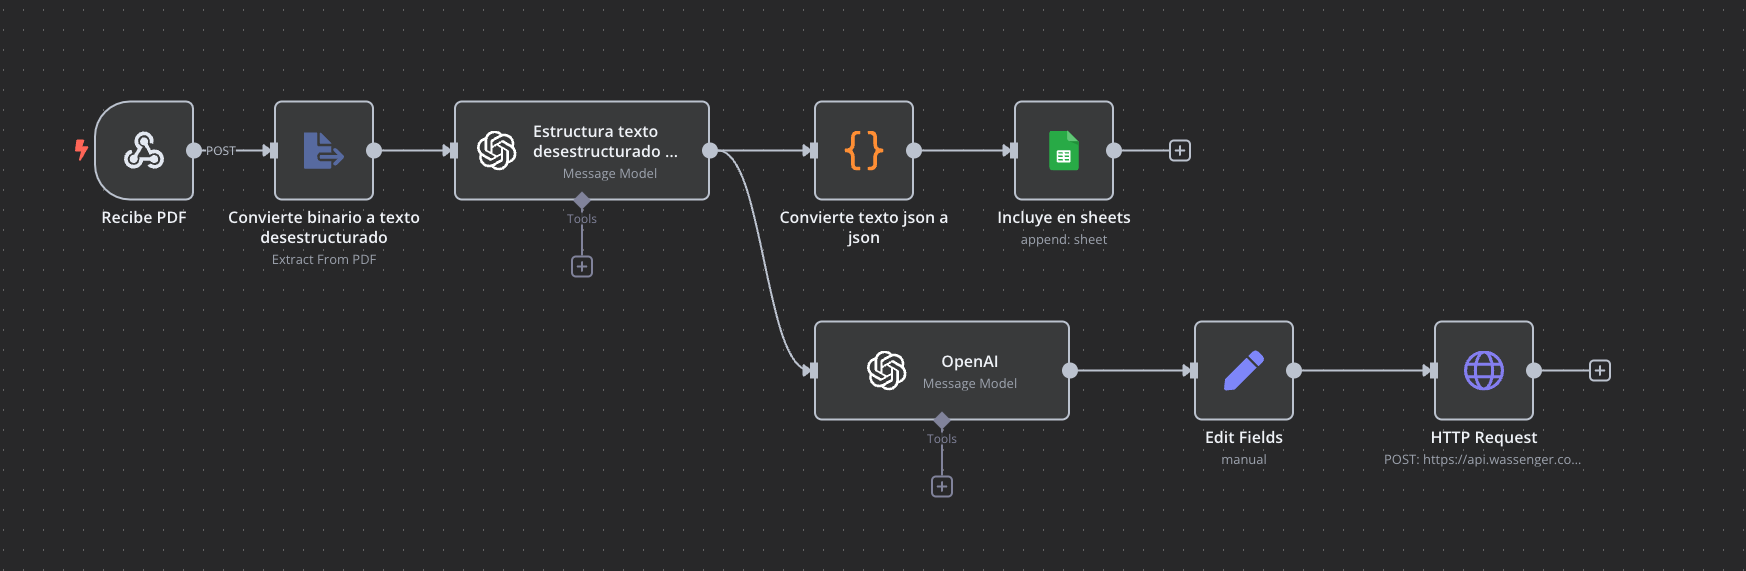 POST
Recibe PDF
Convierte binario a texto
desestructurado
Extract From PDF
Estructura texto
desestructurado ...
Message Model
Tools
{}
Convierte texto json a
json
Incluye en sheets
append: sheet
OpenAI
Message Model
Tools
Edit Fields
manual
HTTP Request
POST: https://api.wassenger.co...